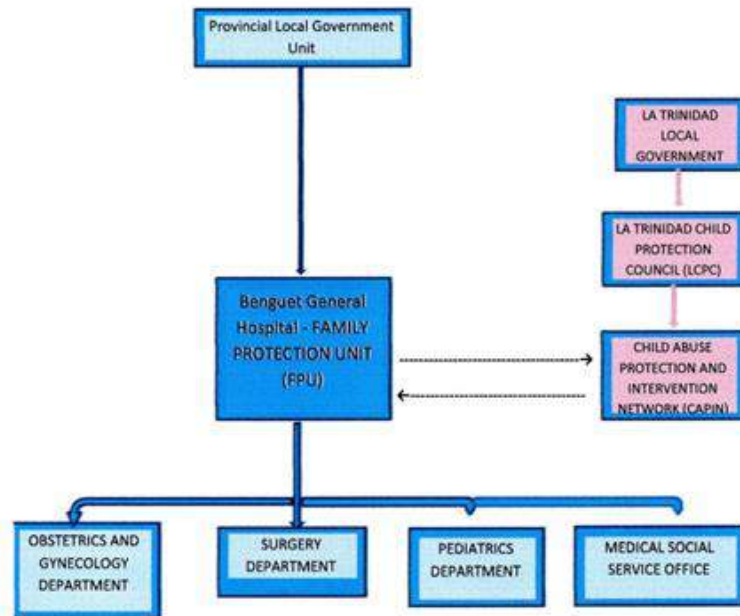 Provincial Local Government
Unit
LA TRINIDAD
LOCAL
GOVERNMENT
LA TRINIDAD CHILD
PROTECTION
COUNCIL (LCPC)
Benguet General
Hospital - FAMILY
PROTECTION UNIT
(FPU)
CHILD ABUSE
PROTECTION AND
INTERVENTION
NETWORK (CAPIN)
OBSTETRICS AND
GYNECOLOGY
DEPARTMENT
SURGERY
DEPARTMENT
PEDIATRICS
DEPARTMENT
MEDICAL SOCIAL
SERVICE OFFICE